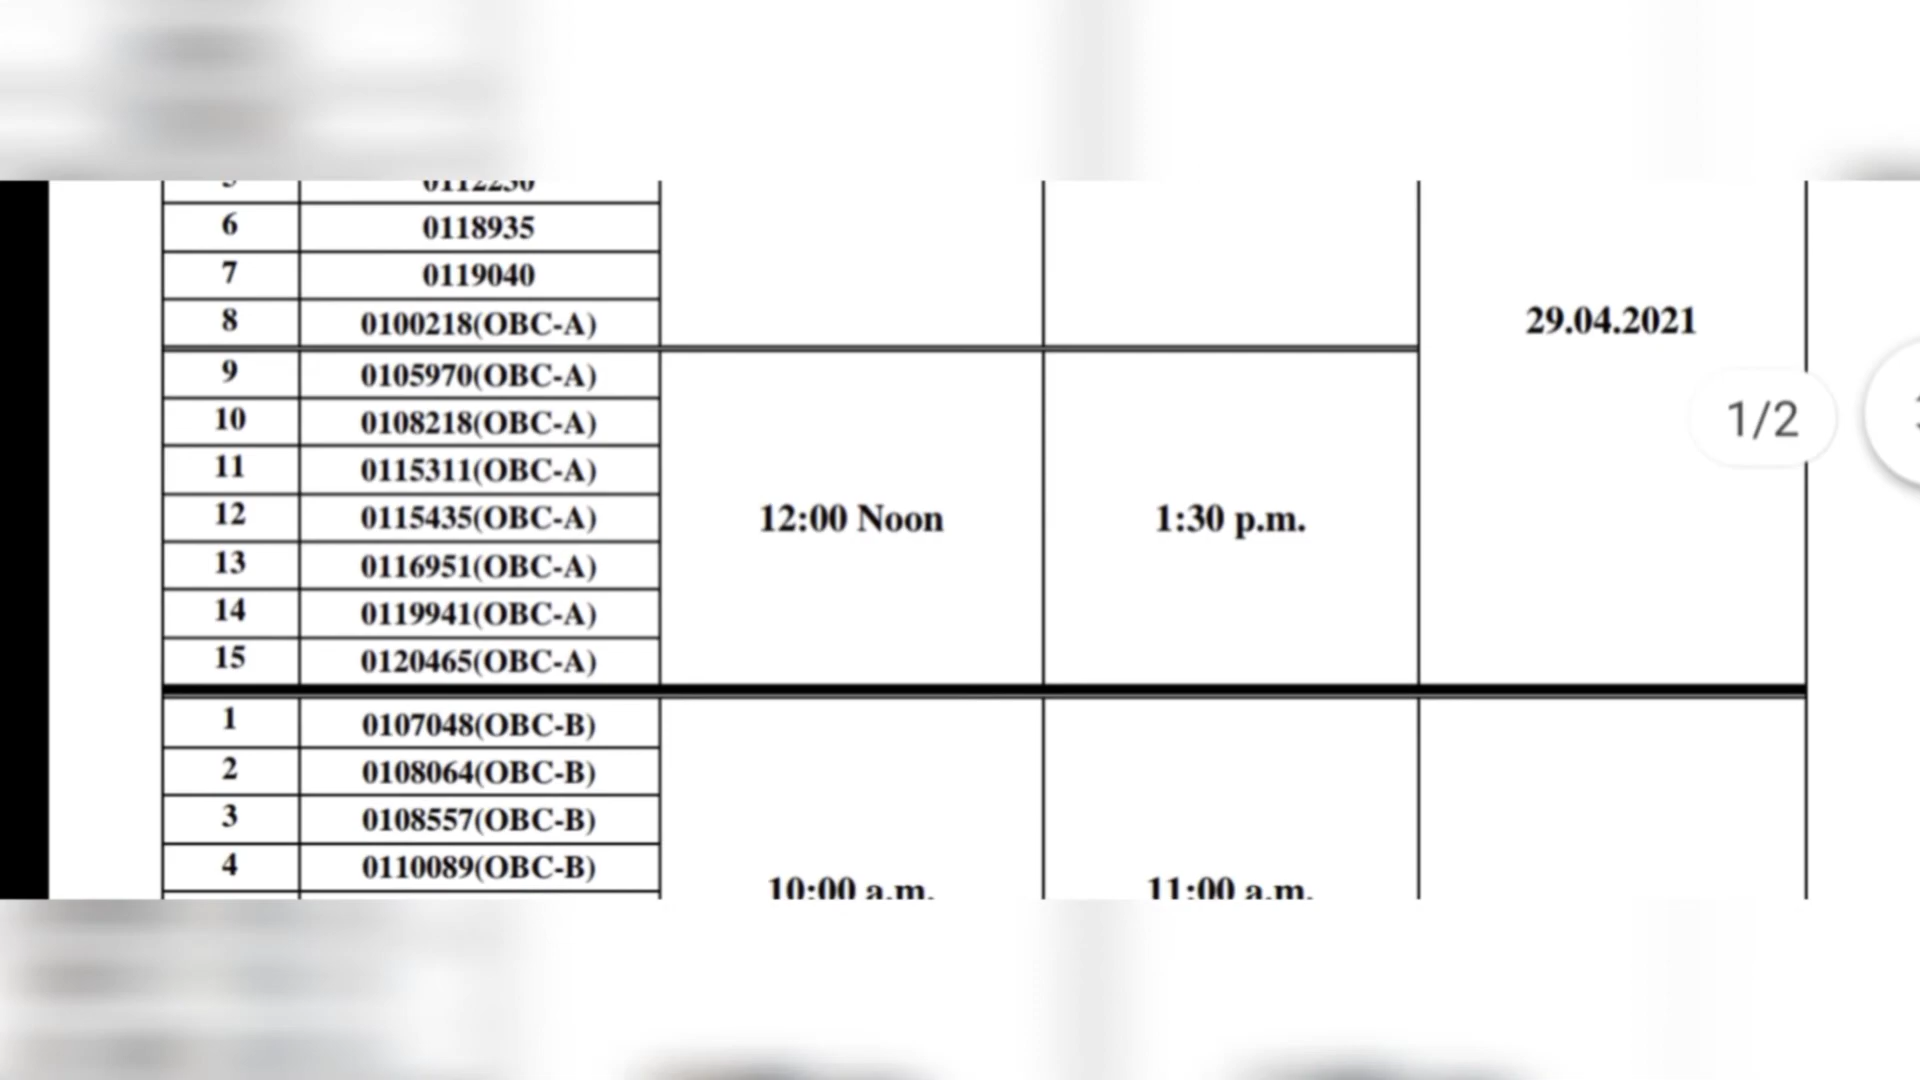 6 0118935
7 0119040
8 0100218(OBC-A) 29.04.2021
9 0105970(OBC-A)
10 0108218(OBC-A) 1/2
11 0115311(OBC-A)
12 0115435(OBC-A) 12:00 Noon 1:30 p.m.
13 0116951(OBC-A)
14 0119941(OBC-A)
15 0120465(OBC-A)
1 0107048(OBC-B)
2 0108064(OBC-B)
3 0108557(OBC-B)
4 0110089(OBC-B)
10:00 a.m. 11:00 a.m.